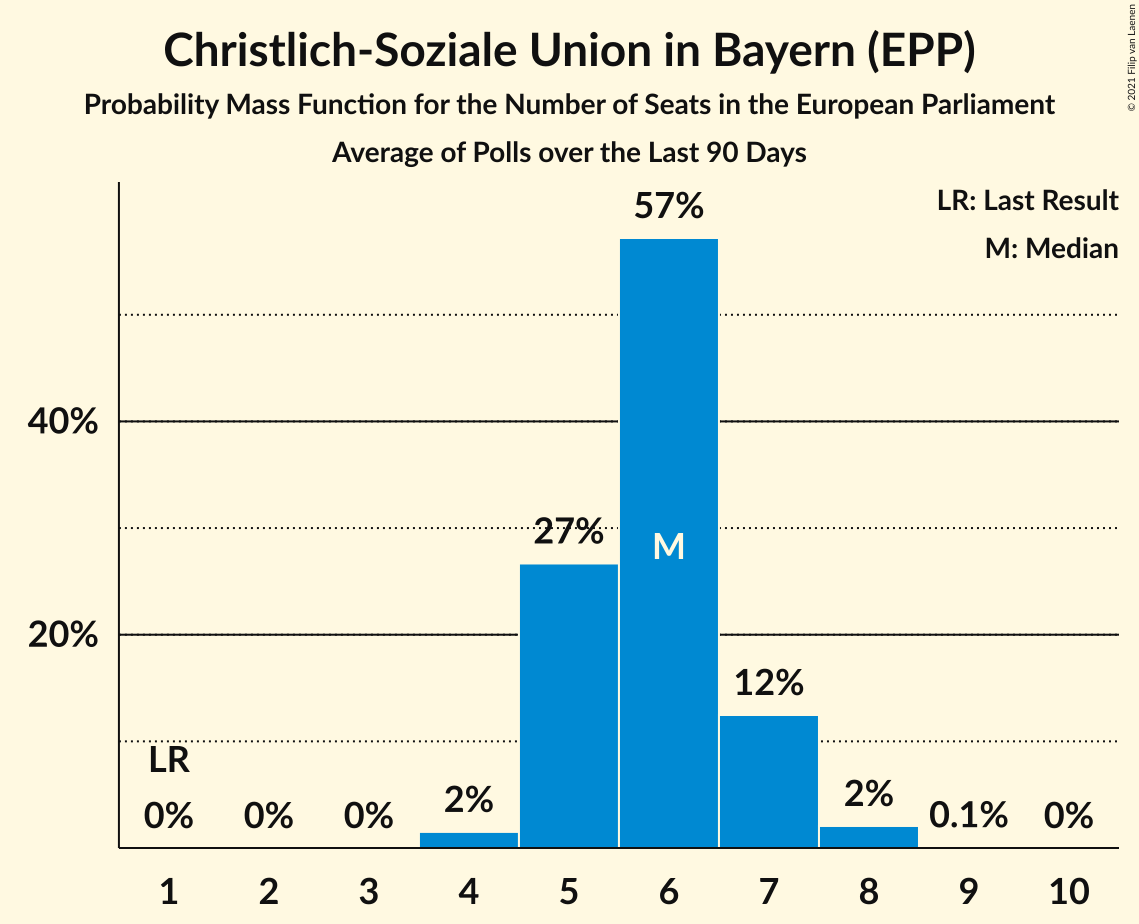 Christlich-Soziale Union in Bayern (EPP)
Probability Mass Function for the Number of Seats in the European Parliament
Average of Polls over the Last 90 Days
© 2021 Filip van Laenen
LR: Last Result
M: Median
57%
40%
27%
M
20%
12%
LR
0%
0%
0%
2%
2%
0.1%
0%
1 2 3 4 5 6 7 8 9 10